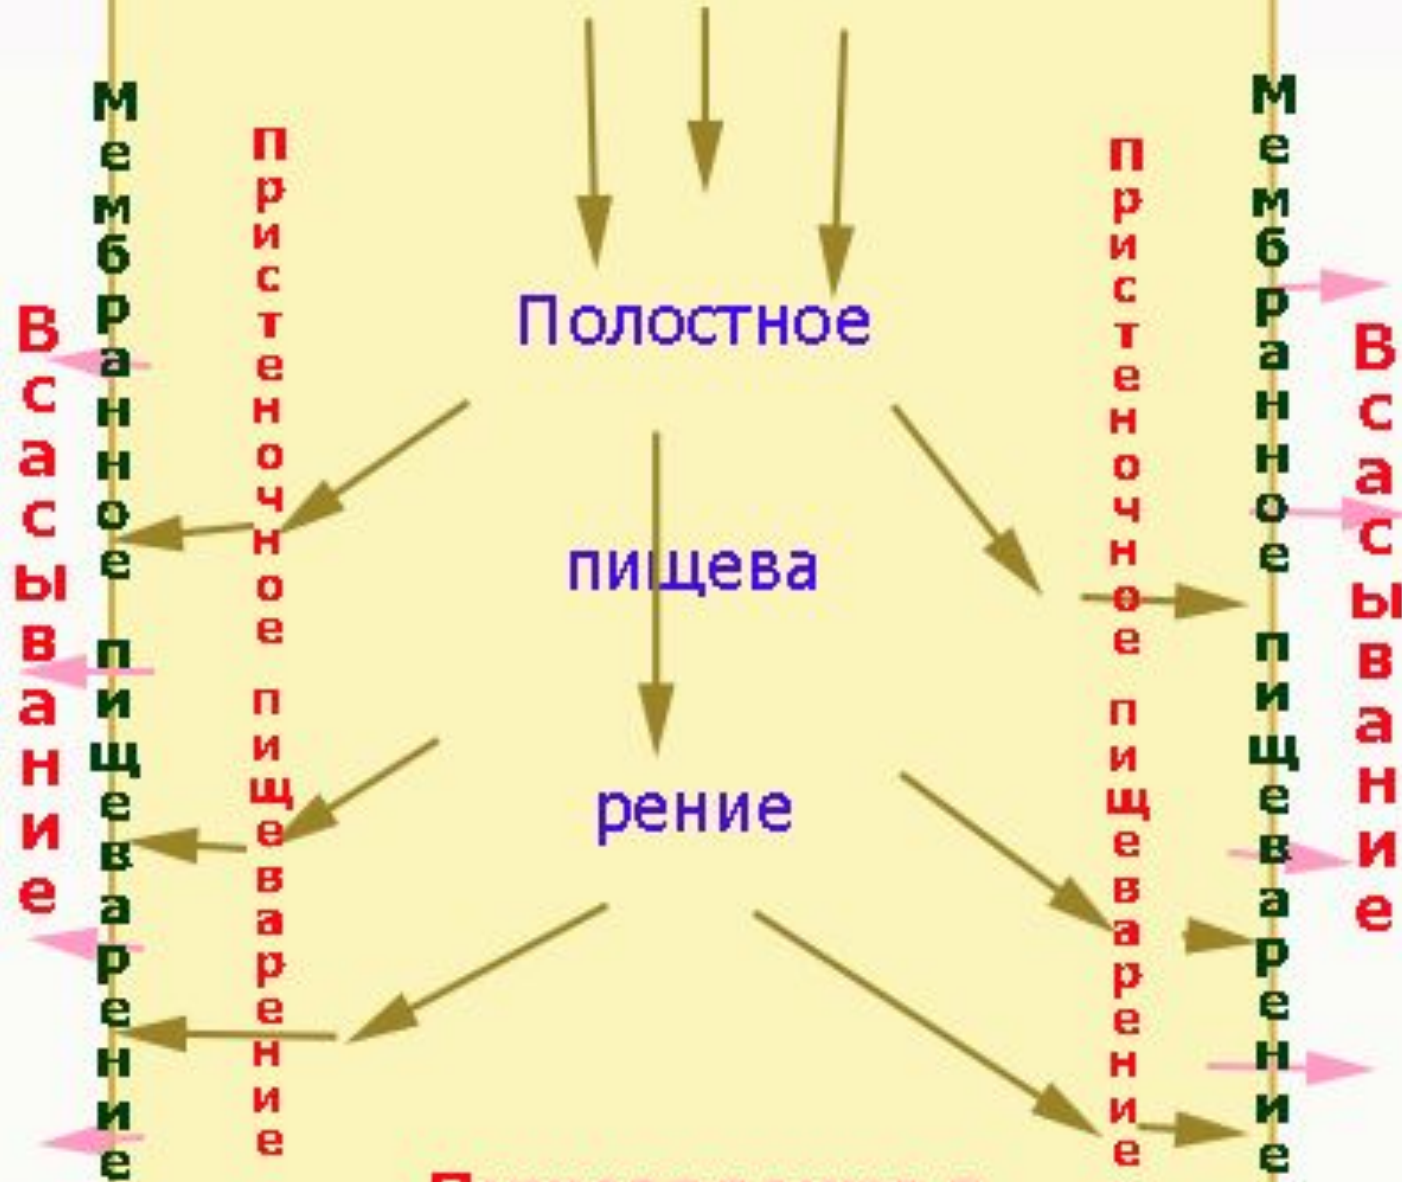 Всасывание
Мембранное пищеварение
Пристеночное пищеварение
Полостное
пищева
рение
Пристеночное пищеварение
Мембранное пищеварение
Всасывание